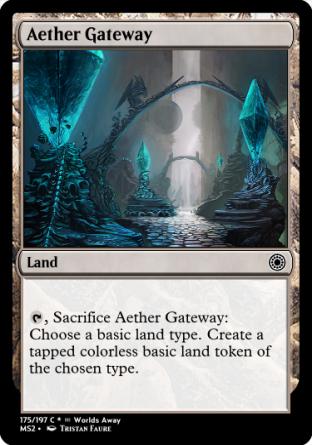 Aether Gateway
Land
, Sacrifice Aether Gateway:
Choose a basic land type. Create a
tapped colorless basic land token of
the chosen type.
175/197 C * = Worlds Away
MS2 • Tristan Faure